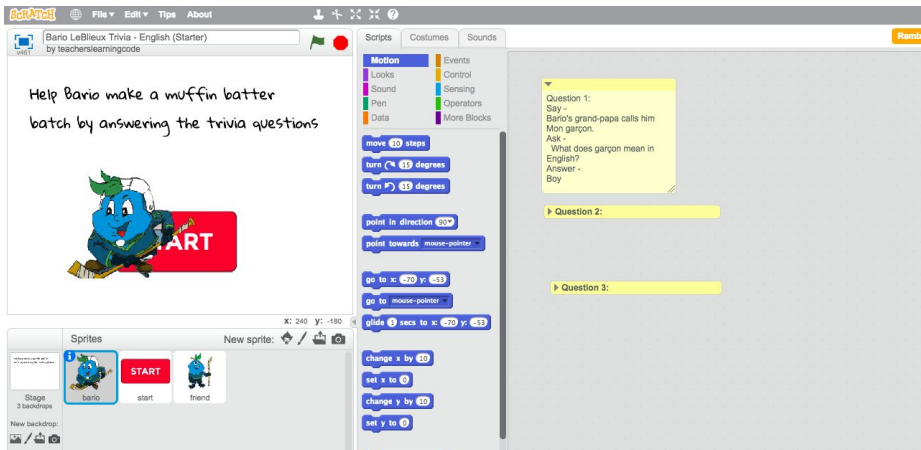 SCRATCH File Edit Tips About
Bario LeBlieux Trivia - English (Starter)
by teacherslearningcode
v461
Help Bario make a muffin batter
batch by answering the trivia questions
START
x: 240 y: -180
Sprites New sprite:
START
Stage
3 backdrops
bario start friend
New backdrop:
Scripts Costumes Sounds
Motion Events
Looks Control
Sound Sensing
Pen Operators
Data More Blocks
move 10 steps
turn 15 degrees
turn 15 degrees
point in direction 90
point towards mouse-pointer
go to x: -70 y: -53
go to mouse-pointer
glide 1 secs to x: -70 y: -53
change x by 10
set x to 0
change y by 10
set y to 0
Question 1:
Say -
Bario's grand-papa calls him
Mon garçon.
Ask -
What does garçon mean in
English?
Answer -
Boy
Question 2:
Question 3: